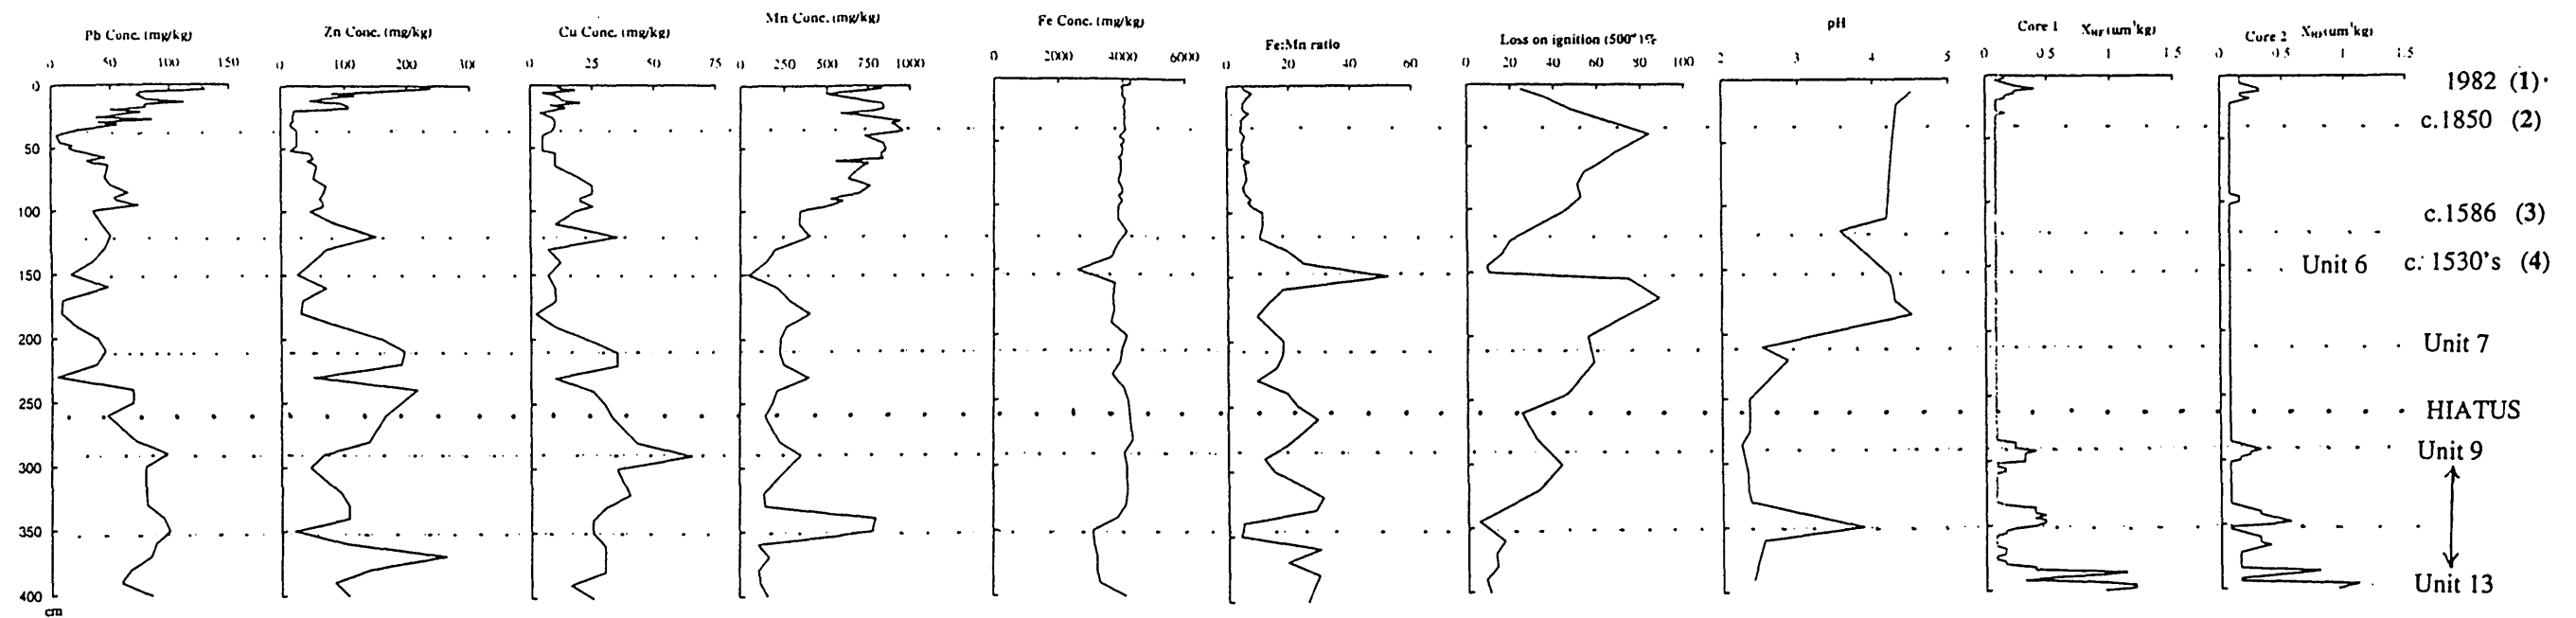 Pb Conc. (mg/kg)
Zn Conc. (mg/kg)
Cu Conc. (mg/kg)
Mn Conc. (mg/kg)
Fe Conc. (mg/kg)
Fe:Mn ratio
Loss on ignition (500°)%
pH
Core 1
Core 2
0 50 100 150
0 100 200 300
0 25 50 75
0 250 500 750 1000
0 2000 4000 6000
0 20 40 60
0 20 40 60 80 100
2 3 4 5
0 0.5 1 1.5
0 0.5 1 1.5
0
50
100
150
200
250
300
350
400
cm
1982 (1)
c.1850 (2)
c.1586 (3)
Unit 6 c. 1530's (4)
Unit 7
HIATUS
Unit 9
Unit 13